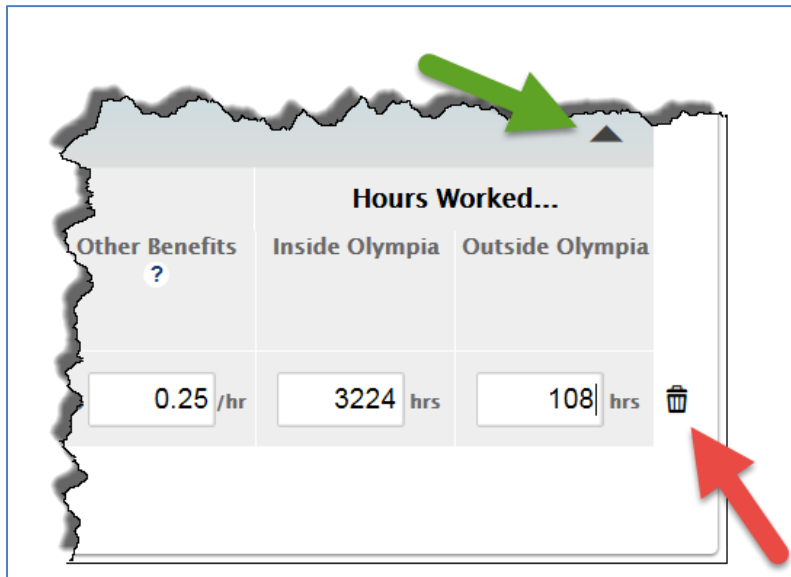 Hours Worked...
Other Benefits Inside Olympia Outside Olympia
?
0.25 /hr 3224 hrs 108 hrs